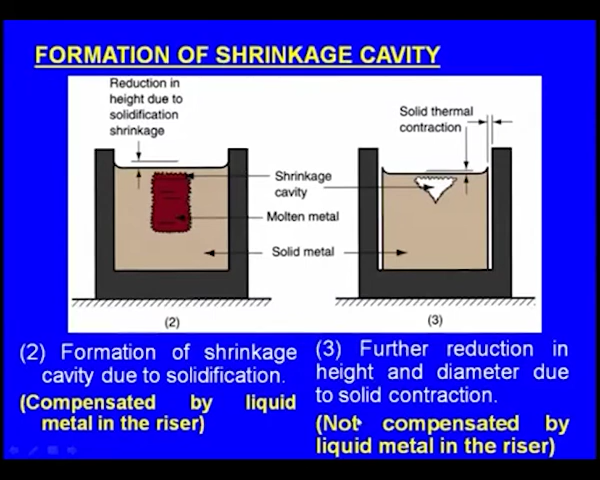 FORMATION OF SHRINKAGE CAVITY
Reduction in
height due to
solidification
shrinkage
Solid thermal
contraction
Shrinkage
cavity
Molten metal
Solid metal
(2)
(3)
(2) Formation of shrinkage
cavity due to solidification.
(Compensated by liquid
metal in the riser)
(3) Further reduction in
height and diameter due
to solid contraction.
(Not compensated by
liquid metal in the riser)